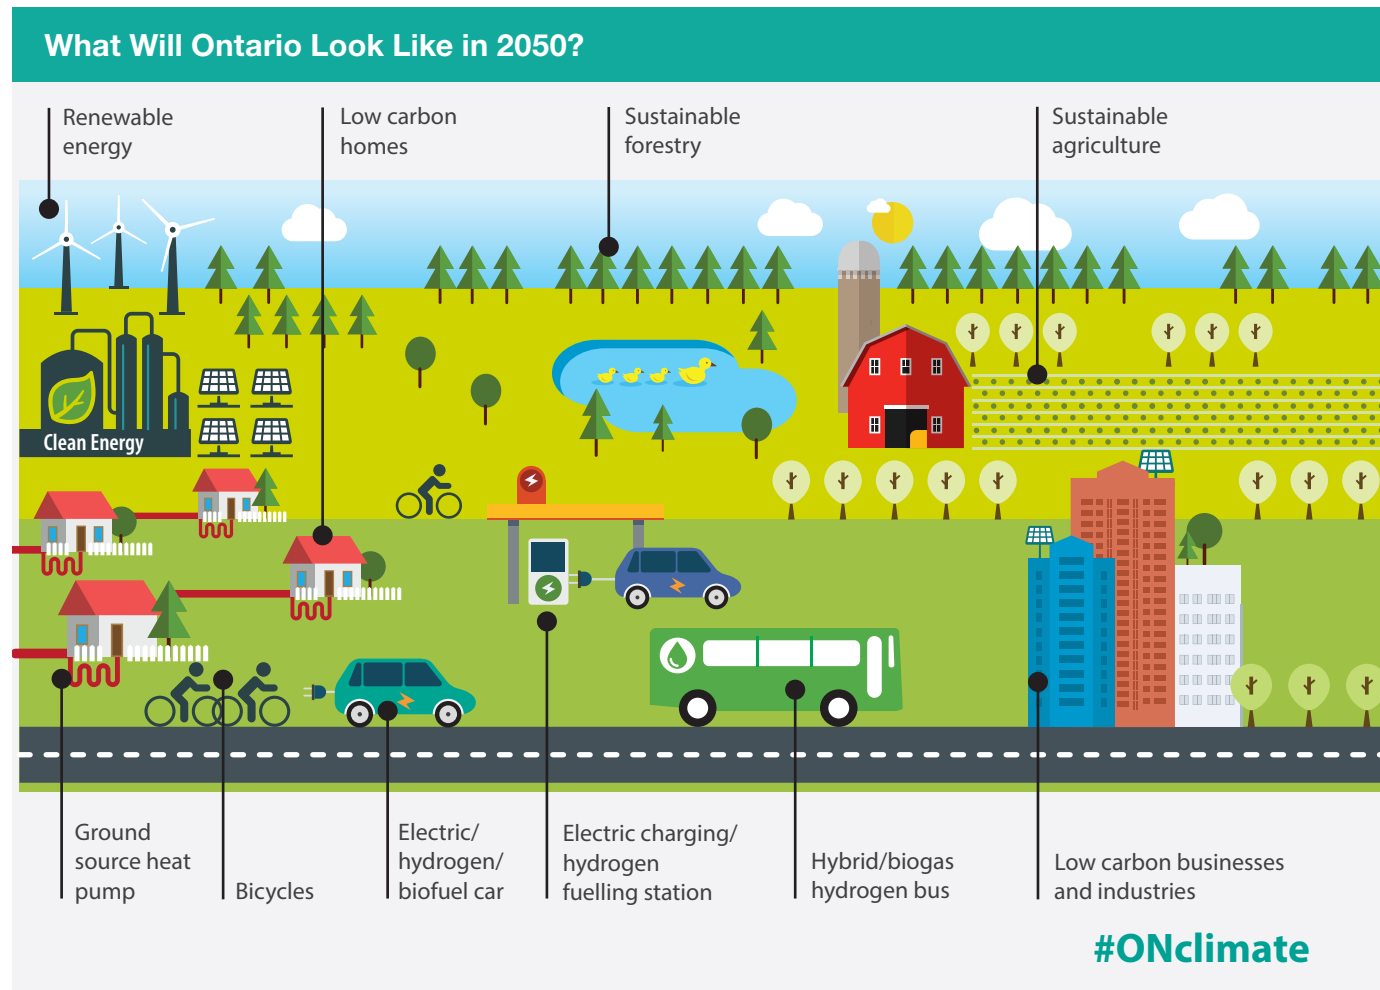 What Will Ontario Look Like in 2050?
Renewable
energy
Low carbon
homes
Sustainable
forestry
Sustainable
agriculture
Clean Energy
Ground
source heat
pump
Bicycles
Electric/
hydrogen/
biofuel car
Electric charging/
hydrogen
fuelling station
Hybrid/biogas
hydrogen bus
Low carbon businesses
and industries
#ONclimate